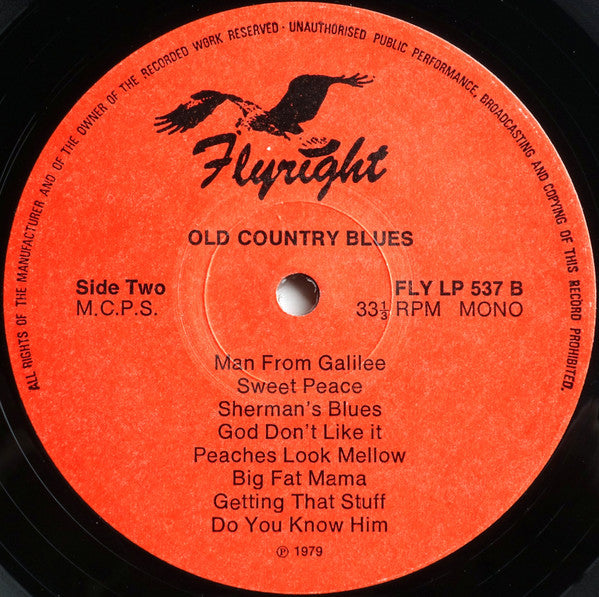 ALL RIGHTS OF THE MANUFACTURER AND OF THE OWNER OF THE RECORDED WORK RESERVED - UNAUTHORISED PUBLIC PERFORMANCE, BROADCASTING AND COPYING OF THIS RECORD PROHIBITED.
Flyright
OLD COUNTRY BLUES
Side Two FLY LP 537 B
M.C.P.S. 33⅓ RPM MONO
Man From Galilee
Sweet Peace
Sherman's Blues
God Don't Like it
Peaches Look Mellow
Big Fat Mama
Getting That Stuff
Do You Know Him
℗ 1979